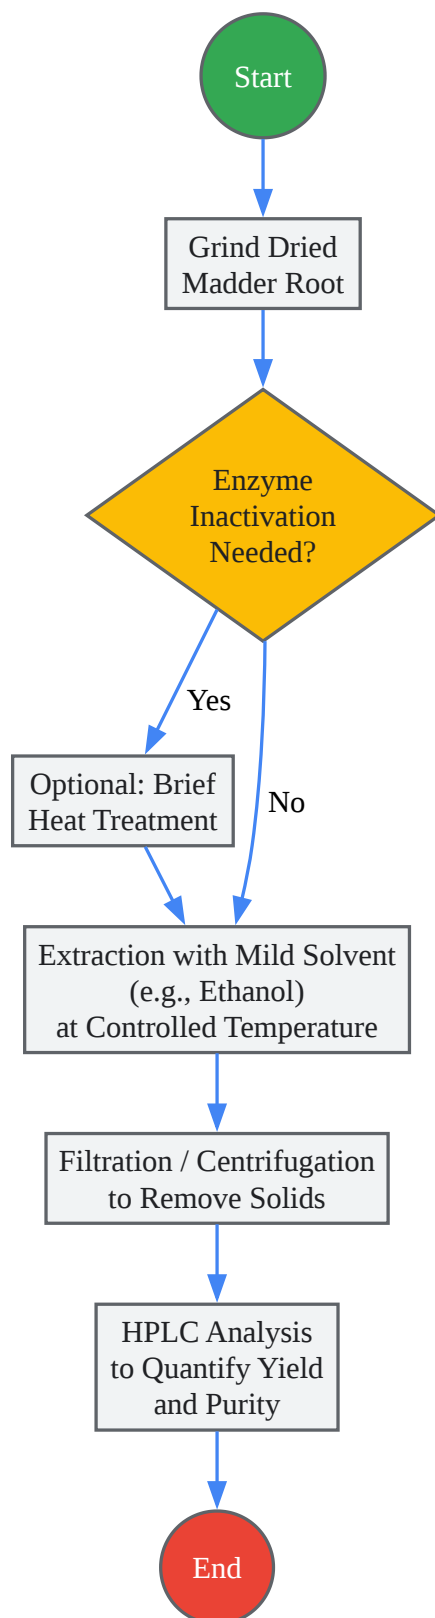 Start
Grind Dried
Madder Root
Enzyme
Inactivation
Needed?
Yes
Optional: Brief
Heat Treatment
No
Extraction with Mild Solvent
(e.g., Ethanol)
at Controlled Temperature
Filtration / Centrifugation
to Remove Solids
HPLC Analysis
to Quantify Yield
and Purity
End